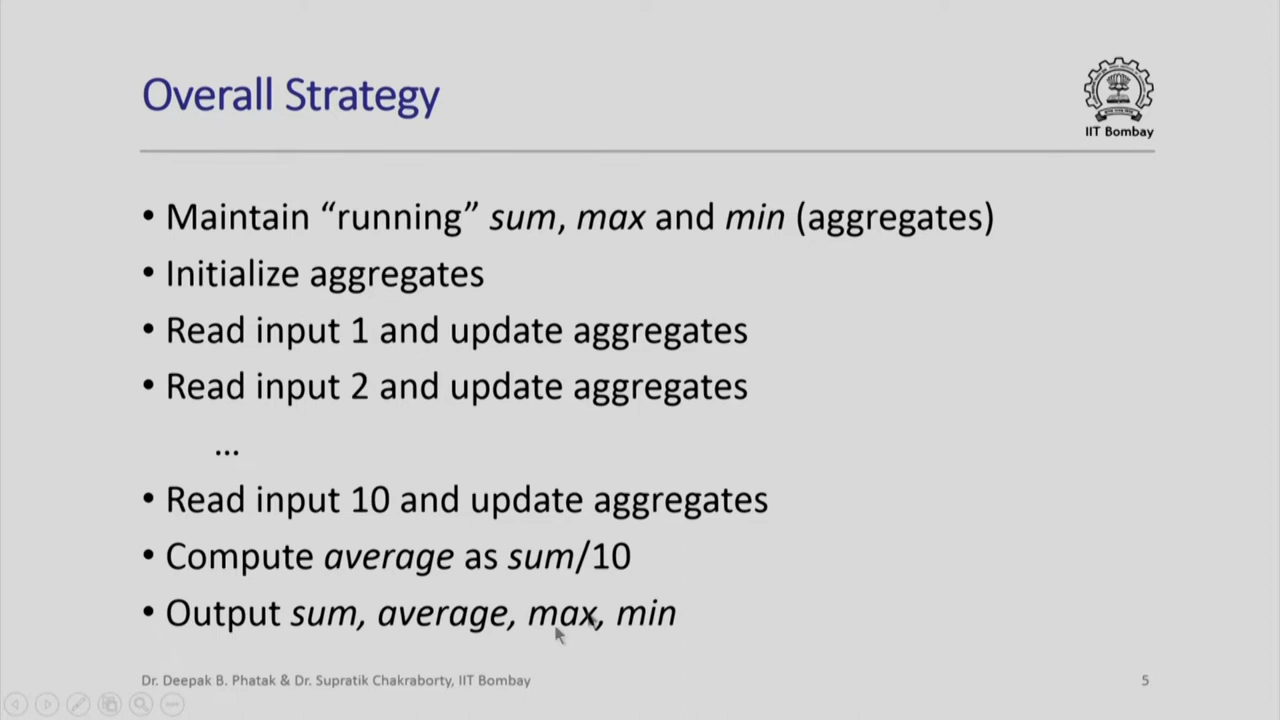 Overall Strategy
IIT Bombay
• Maintain “running” sum, max and min (aggregates)
• Initialize aggregates
• Read input 1 and update aggregates
• Read input 2 and update aggregates
...
• Read input 10 and update aggregates
• Compute average as sum/10
• Output sum, average, max, min
Dr. Deepak B. Phatak & Dr. Supratik Chakraborty, IIT Bombay
5